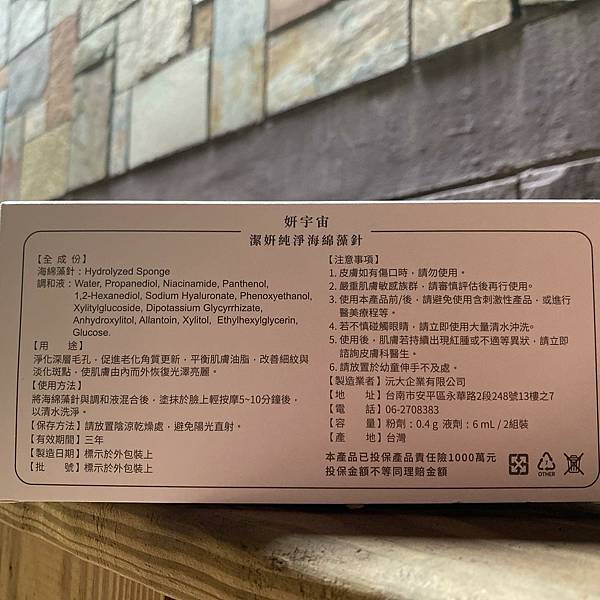 妍宇宙
潔妍純淨海綿藻針
【全成份】
海綿藻針：Hydrolyzed Sponge
調和液：Water, Propanediol, Niacinamide, Panthenol,
1,2-Hexanediol, Sodium Hyaluronate, Phenoxyethanol,
Xylitylglucoside, Dipotassium Glycyrrhizate,
Anhydroxylitol, Allantoin, Xylitol, Ethylhexylglycerin,
Glucose.
【用途】
淨化深層毛孔，促進老化角質更新，平衡肌膚油脂，改善細紋與
淡化斑點，使肌膚由內而外恢復光澤亮麗。
【使用方法】
將海綿藻針與調和液混合後，塗抹於臉上輕按摩5~10分鐘後，
以清水洗淨。
【保存方法】請放置陰涼乾燥處，避免陽光直射。
【有效期間】三年
【製造日期】標示於外包裝上
【批號】標示於外包裝上
【注意事項】
1. 皮膚如有傷口時，請勿使用。
2. 嚴重肌膚敏感族群，請審慎評估後再行使用。
3. 使用本產品前/後，請避免使用含刺激性產品，或進行
醫美療程等。
4. 若不慎碰觸眼睛，請立即使用大量清水沖洗。
5. 使用後，肌膚若持續出現紅腫或不適等異狀，請立即
諮詢皮膚科醫生。
6. 請放置於幼童伸手不及處。
【製造業者】沅大企業有限公司
【地址】台南市安平區永華路2段248號13樓之7
【電話】06-2708383
【容量】粉劑：0.4 g 液劑：6 mL / 2組裝
【產地】台灣
本產品已投保產品責任險1000萬元
投保金額不等同理賠金額
OTHER